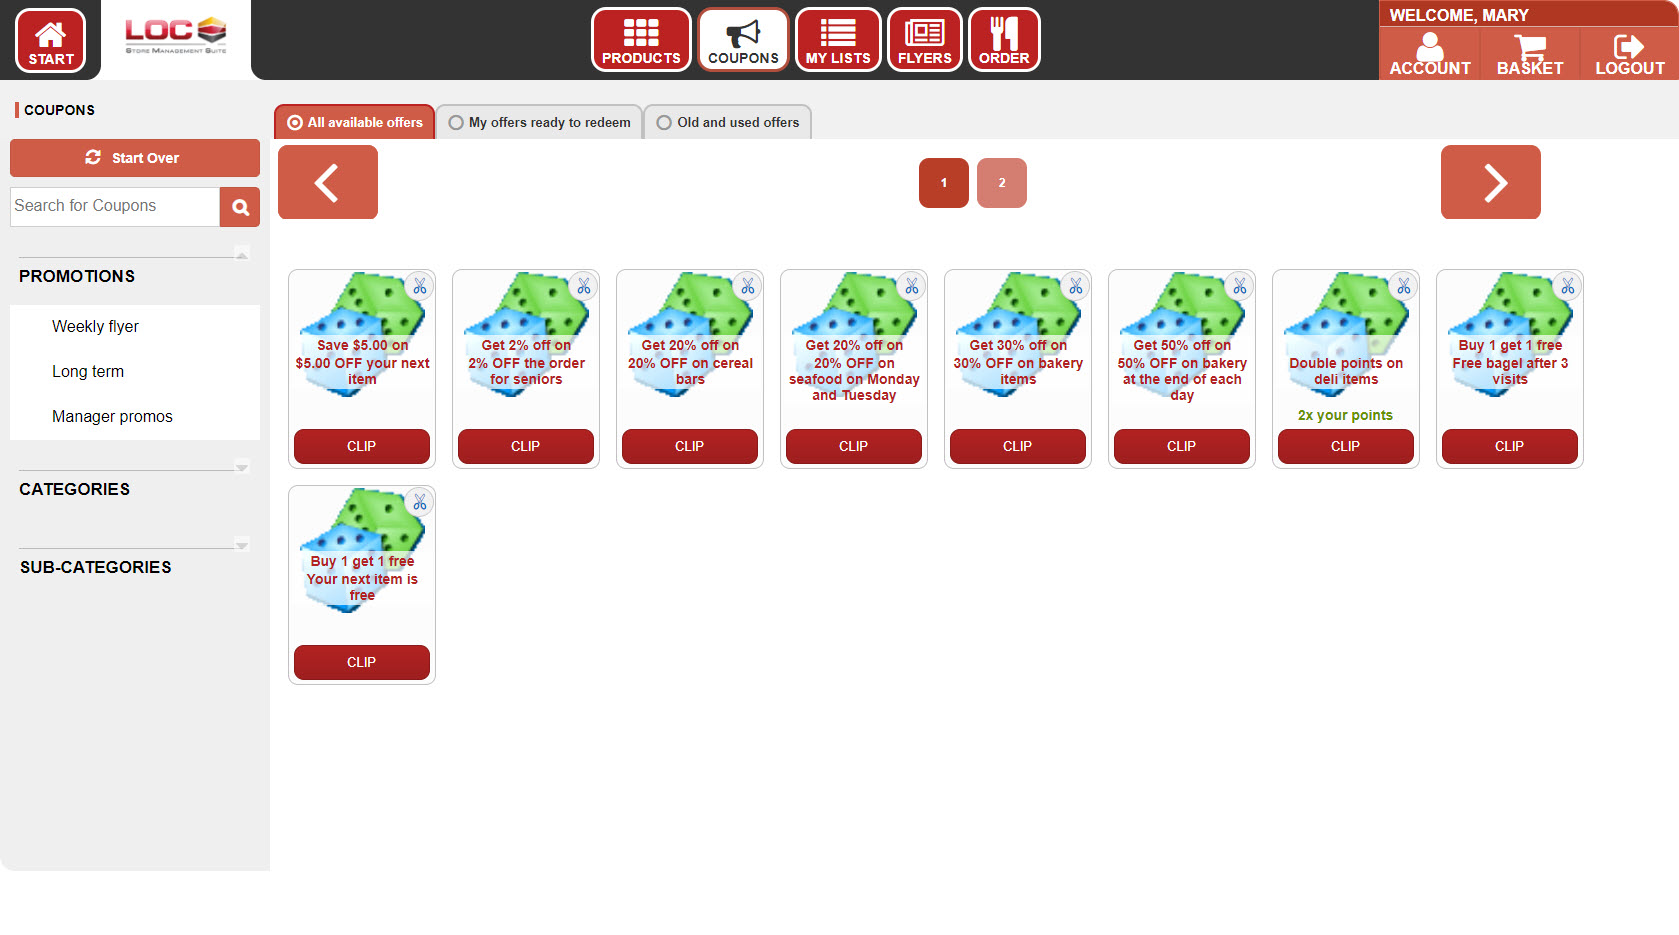 START
LOC
STORE MANAGEMENT SUITE
PRODUCTS
COUPONS
MY LISTS
FLYERS
ORDER
WELCOME, MARY
ACCOUNT
BASKET
LOGOUT
COUPONS
Start Over
Search for Coupons
PROMOTIONS
Weekly flyer
Long term
Manager promos
CATEGORIES
SUB-CATEGORIES
All available offers
My offers ready to redeem
Old and used offers
1
2
Save $5.00 on
$5.00 OFF your next
item
CLIP
Get 2% off on
2% OFF the order
for seniors
CLIP
Get 20% off on
20% OFF on cereal
bars
CLIP
Get 20% off on
20% OFF on
seafood on Monday
and Tuesday
CLIP
Get 30% off on
30% OFF on bakery
items
CLIP
Get 50% off on
50% OFF on bakery
at the end of each
day
CLIP
Double points on
deli items
2x your points
CLIP
Buy 1 get 1 free
Free bagel after 3
visits
CLIP
Buy 1 get 1 free
Your next item is
free
CLIP